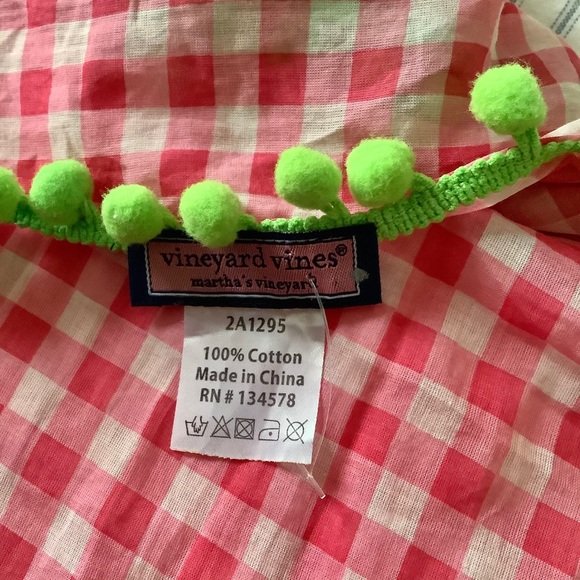 vineyard vines®
martha's vineyard
2A1295
100% Cotton
Made in China
RN # 134578